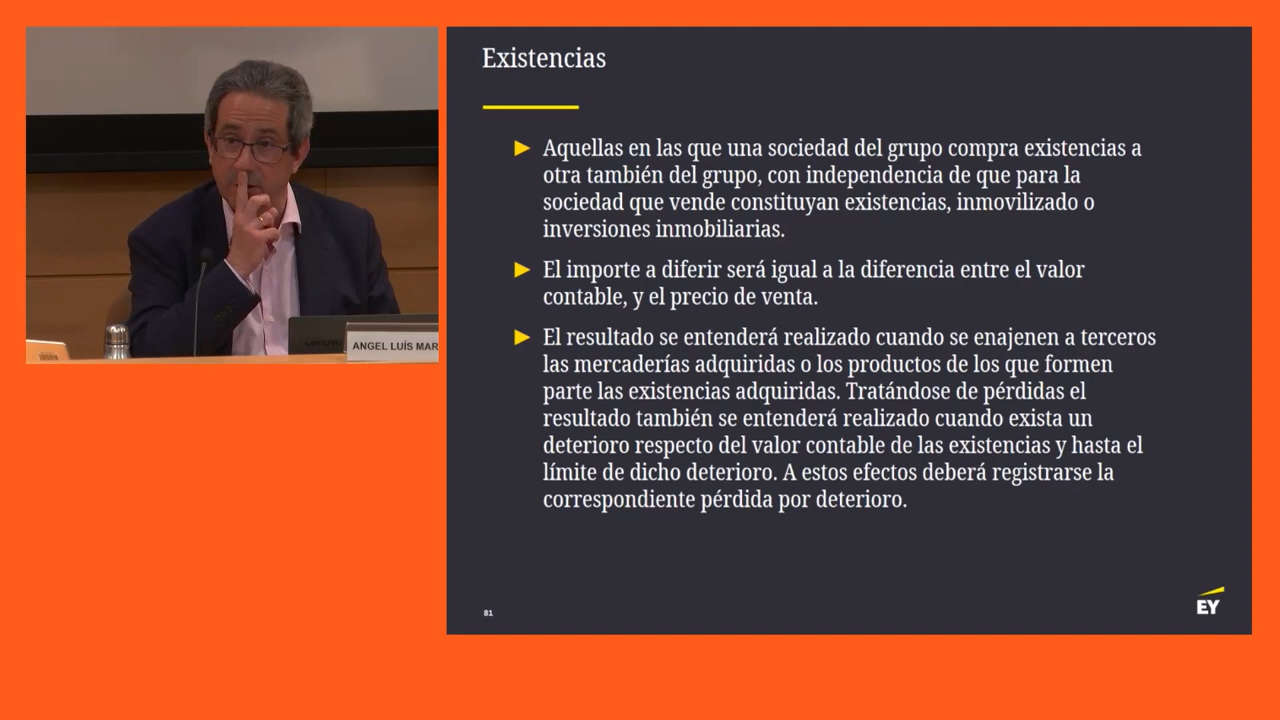 Existencias
Aquellas en las que una sociedad del grupo compra existencias a
otra también del grupo, con independencia de que para la
sociedad que vende constituyan existencias, inmovilizado o
inversiones inmobiliarias.
El importe a diferir será igual a la diferencia entre el valor
contable, y el precio de venta.
El resultado se entenderá realizado cuando se enajenen a terceros
las mercaderías adquiridas o los productos de los que formen
parte las existencias adquiridas. Tratándose de pérdidas el
resultado también se entenderá realizado cuando exista un
deterioro respecto del valor contable de las existencias y hasta el
límite de dicho deterioro. A estos efectos deberá registrarse la
correspondiente pérdida por deterioro.
81
EY
ANGEL LUÍS MAR